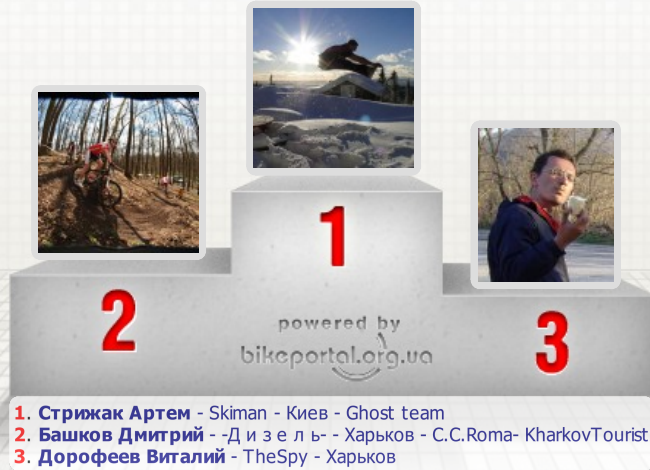 1
2
3
powered by
bikeportal.org.ua
1. Стрижак Артем - Skiman - Киев - Ghost team
2. Башков Дмитрий - -Д и з е л ь- - Харьков - C.C.Roma- KharkovTourist
3. Дорофеев Виталий - TheSpy - Харьков